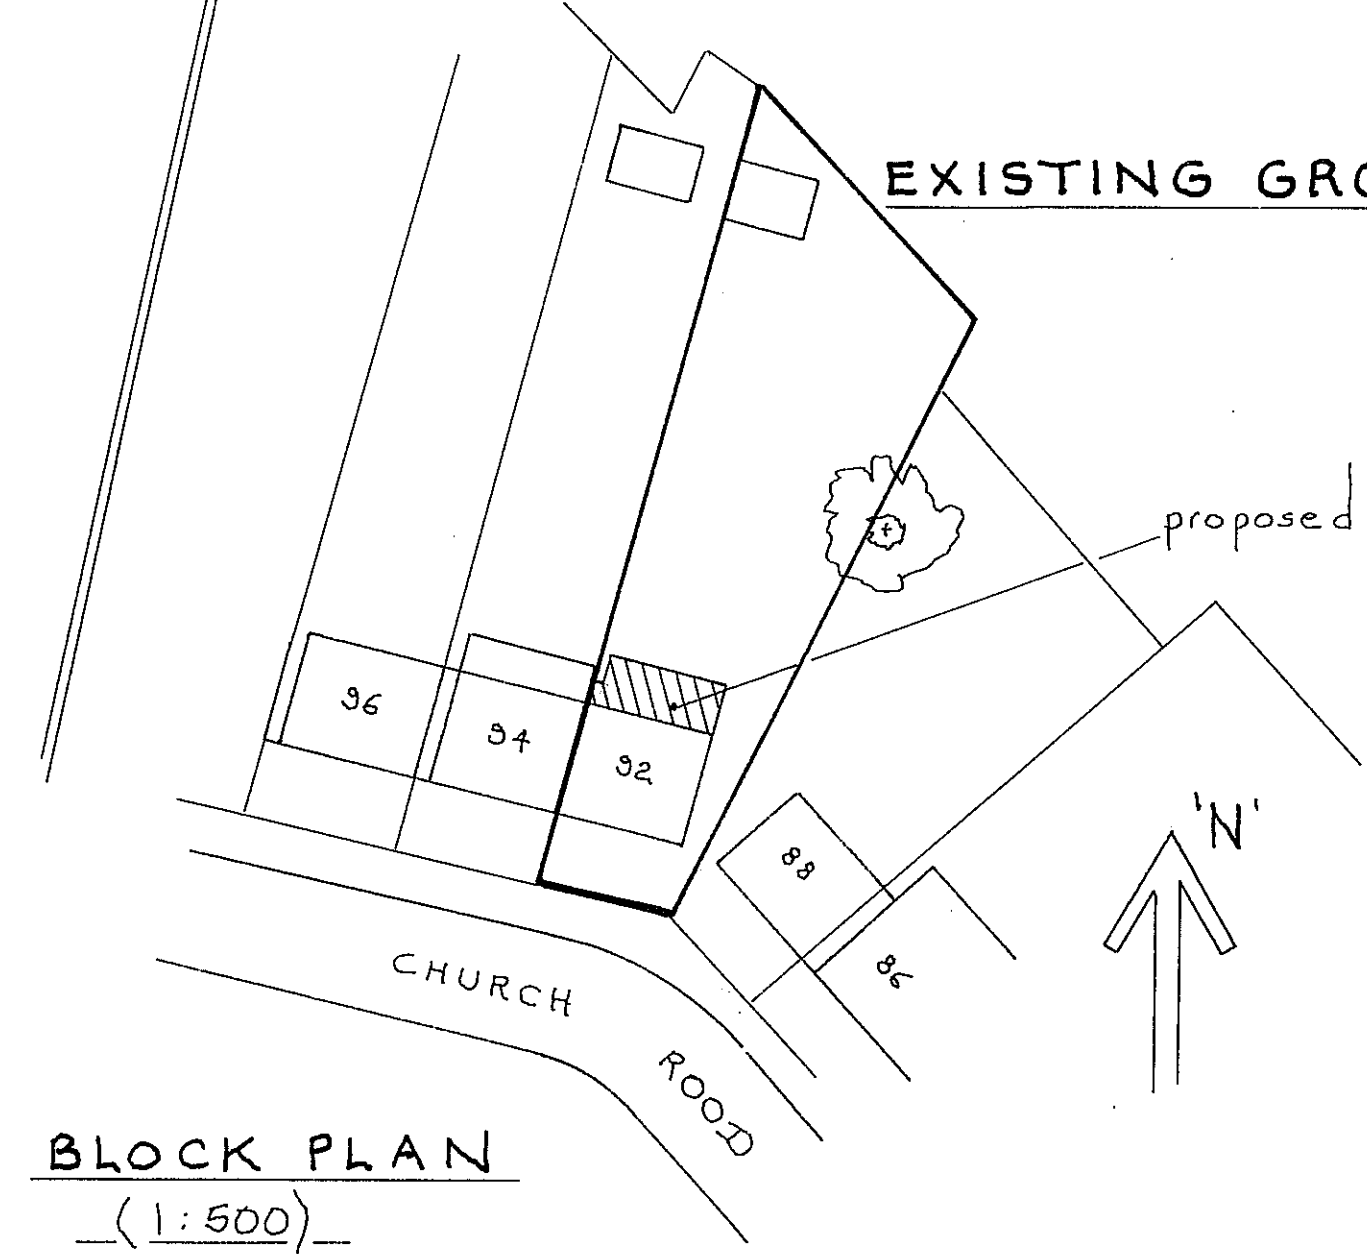 EXISTING GRO
proposed
96
94
92
88
86
'N'
CHURCH
ROOD
BLOCK PLAN
(1:500)